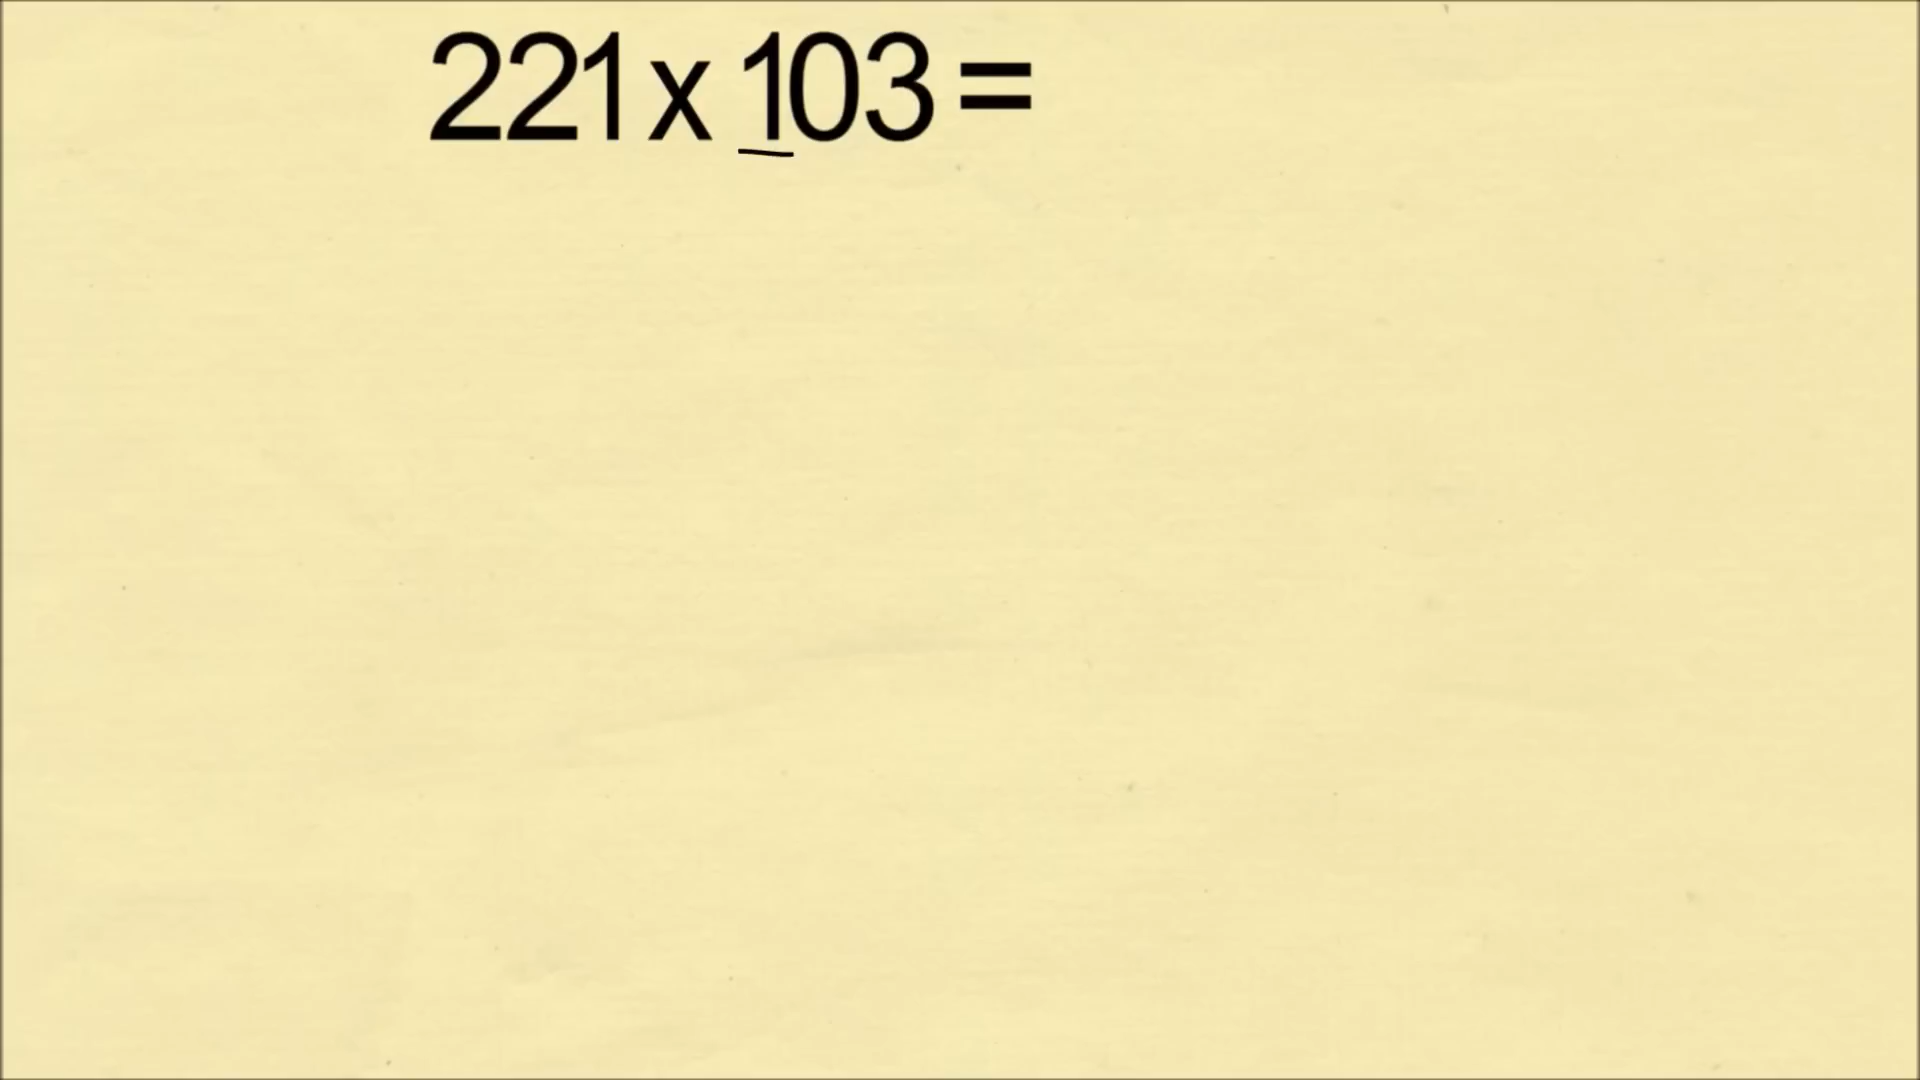 221 x 103 =